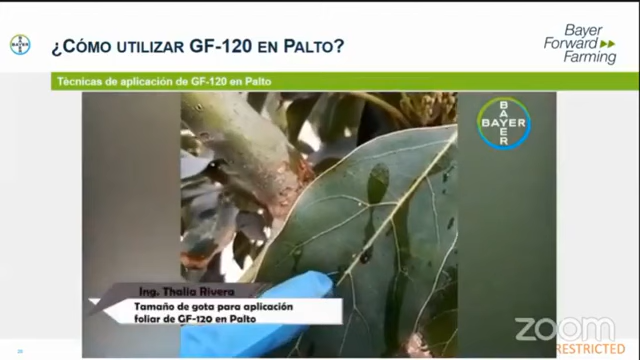 ¿CÓMO UTILIZAR GF-120 EN PALTO?
Bayer
Forward
Farming
Técnicas de aplicación de GF-120 en Palto
BAYER
BAYER
Ing. Thalia Rivera
Tamaño de gota para aplicación
foliar de GF-120 en Palto
zoom
RESTRICTED